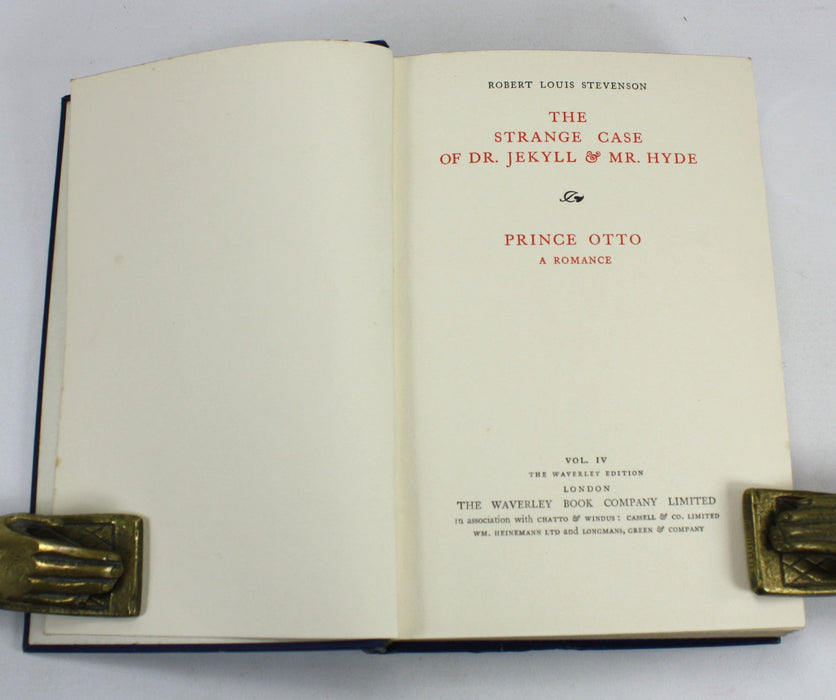 ROBERT LOUIS STEVENSON
THE
STRANGE CASE
OF DR. JEKYLL & MR. HYDE
PRINCE OTTO
A ROMANCE
VOL. IV
THE WAVERLEY EDITION
LONDON
THE WAVERLEY BOOK COMPANY LIMITED
in association with CHATTO & WINDUS: CASSELL & CO. LIMITED
WM. HEINEMANN LTD and LONGMANS, GREEN & COMPANY